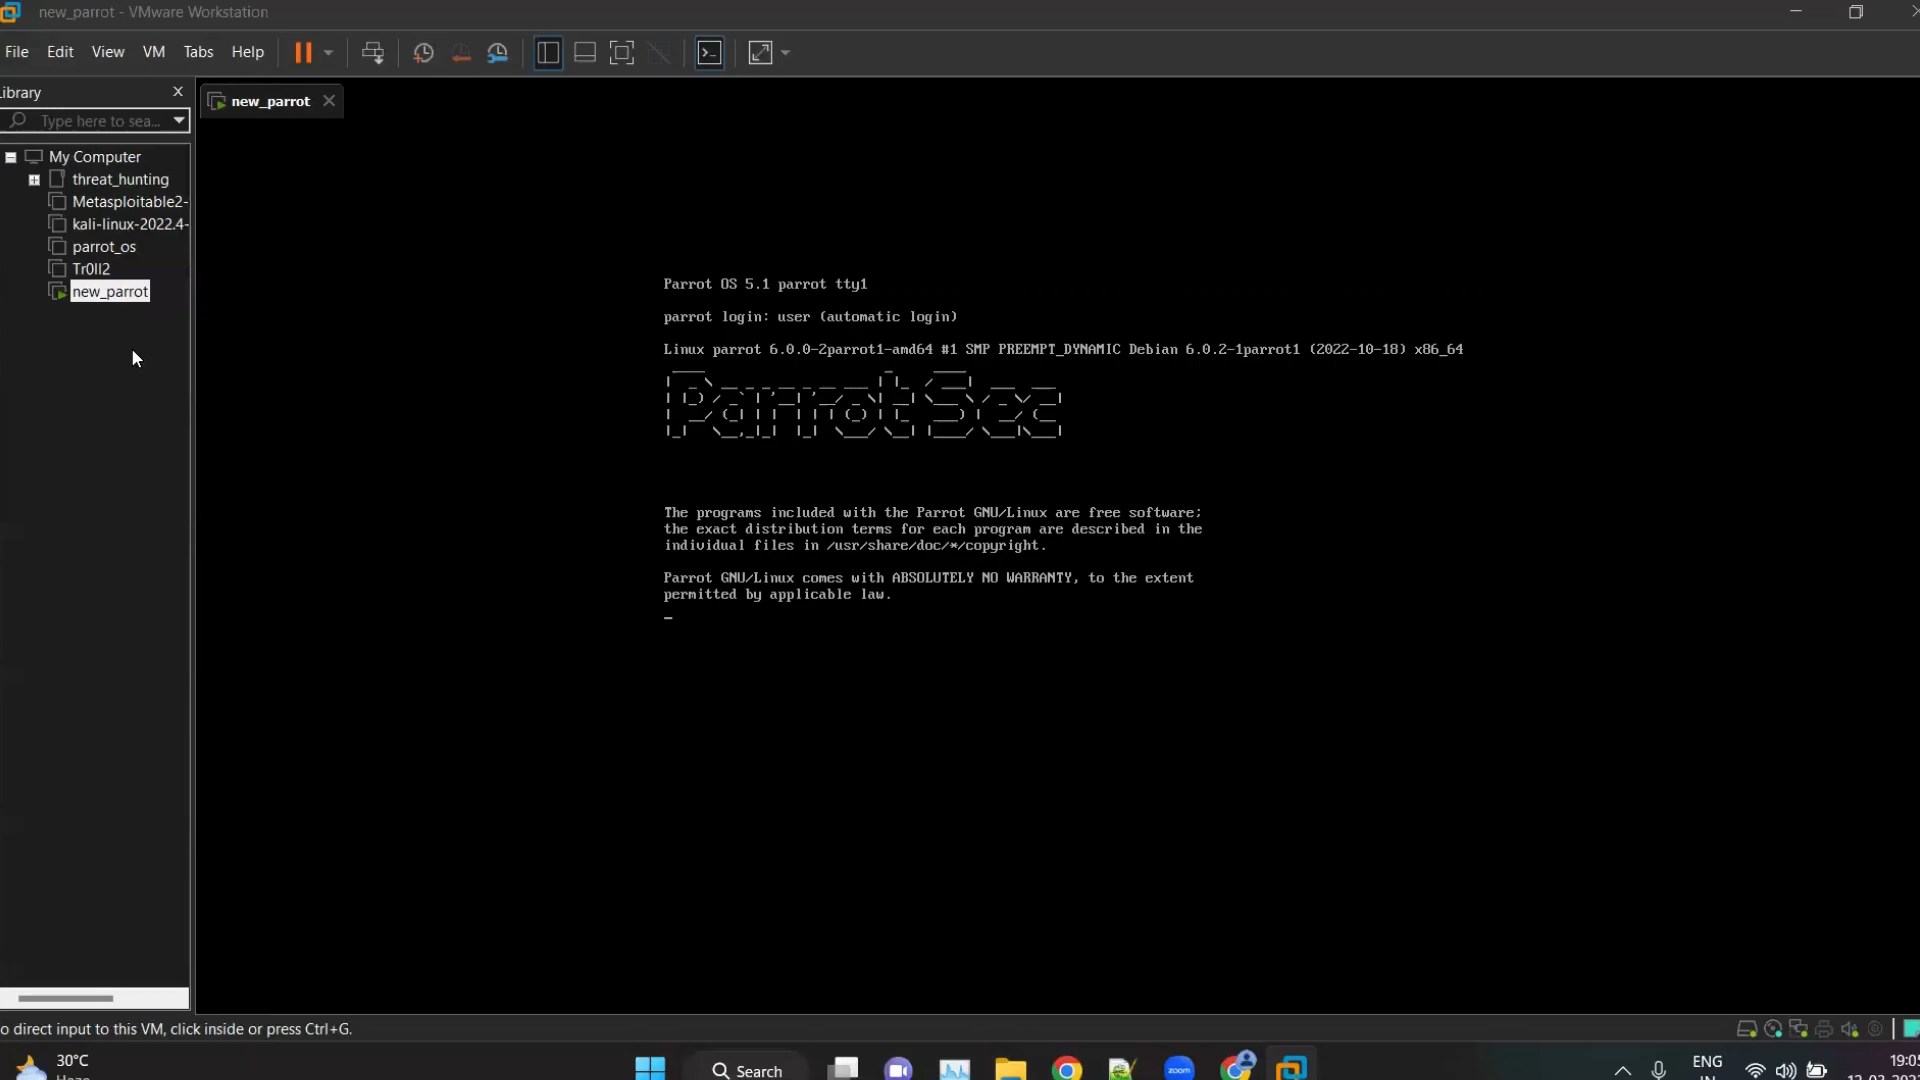 new_parrot - VMware Workstation
File Edit View VM Tabs Help
ibrary
new_parrot
Type here to sea...
My Computer
threat_hunting
Metasploitable2-
kali-linux-2022.4-
parrot_os
Tr0ll2
new_parrot
Parrot OS 5.1 parrot tty1
parrot login: user (automatic login)
Linux parrot 6.0.0-2parrot1-amd64 #1 SMP PREEMPT_DYNAMIC Debian 6.0.2-1parrot1 (2022-10-18) x86_64
Parrot Sec
The programs included with the Parrot GNU/Linux are free software;
the exact distribution terms for each program are described in the
individual files in /usr/share/doc/*/copyright.
Parrot GNU/Linux comes with ABSOLUTELY NO WARRANTY, to the extent
permitted by applicable law.
o direct input to this VM, click inside or press Ctrl+G.
30°C
Haze
Search
zoom
ENG
IN
19:05